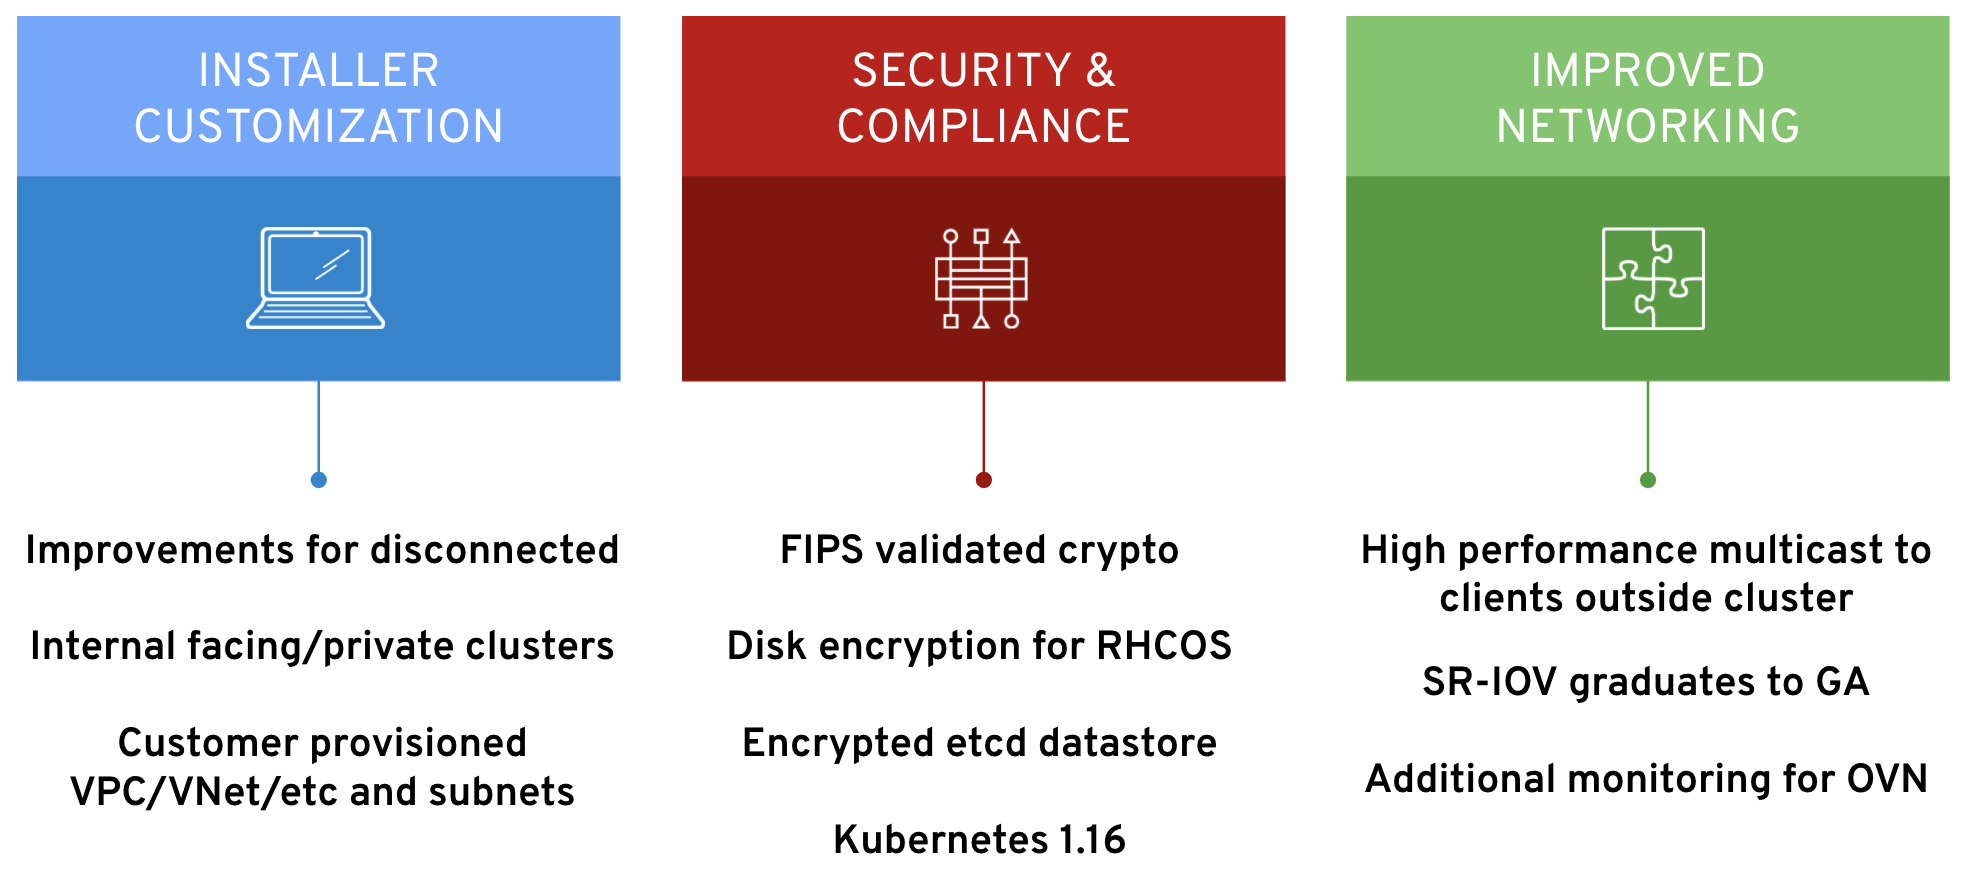 INSTALLER
CUSTOMIZATION
Improvements for disconnected
Internal facing/private clusters
Customer provisioned
VPC/VNet/etc and subnets
SECURITY &
COMPLIANCE
FIPS validated crypto
Disk encryption for RHCOS
Encrypted etcd datastore
Kubernetes 1.16
IMPROVED
NETWORKING
High performance multicast to
clients outside cluster
SR-IOV graduates to GA
Additional monitoring for OVN